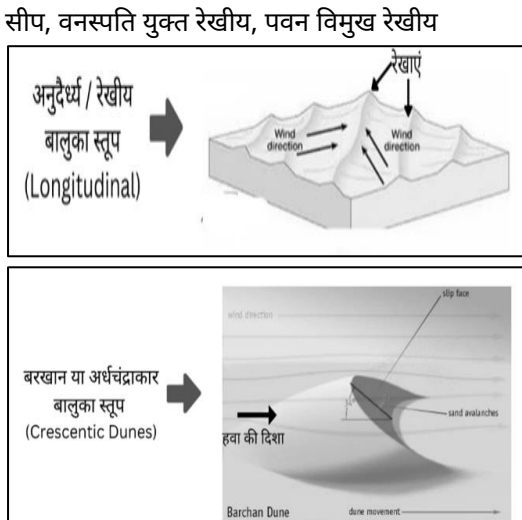 सीप, वनस्पति युक्त रेखीय, पवन विमुख रेखीय
अनुदैर्ध्य / रेखीय
बालुका स्तूप
(Longitudinal)
रेखाएं
Wind
direction
Wind
direction
बरखान या अर्धचंद्राकार
बालुका स्तूप
(Crescentic Dunes)
slip face
wind direction
sand avalanches
हवा की दिशा
Barchan Dune
dune movement